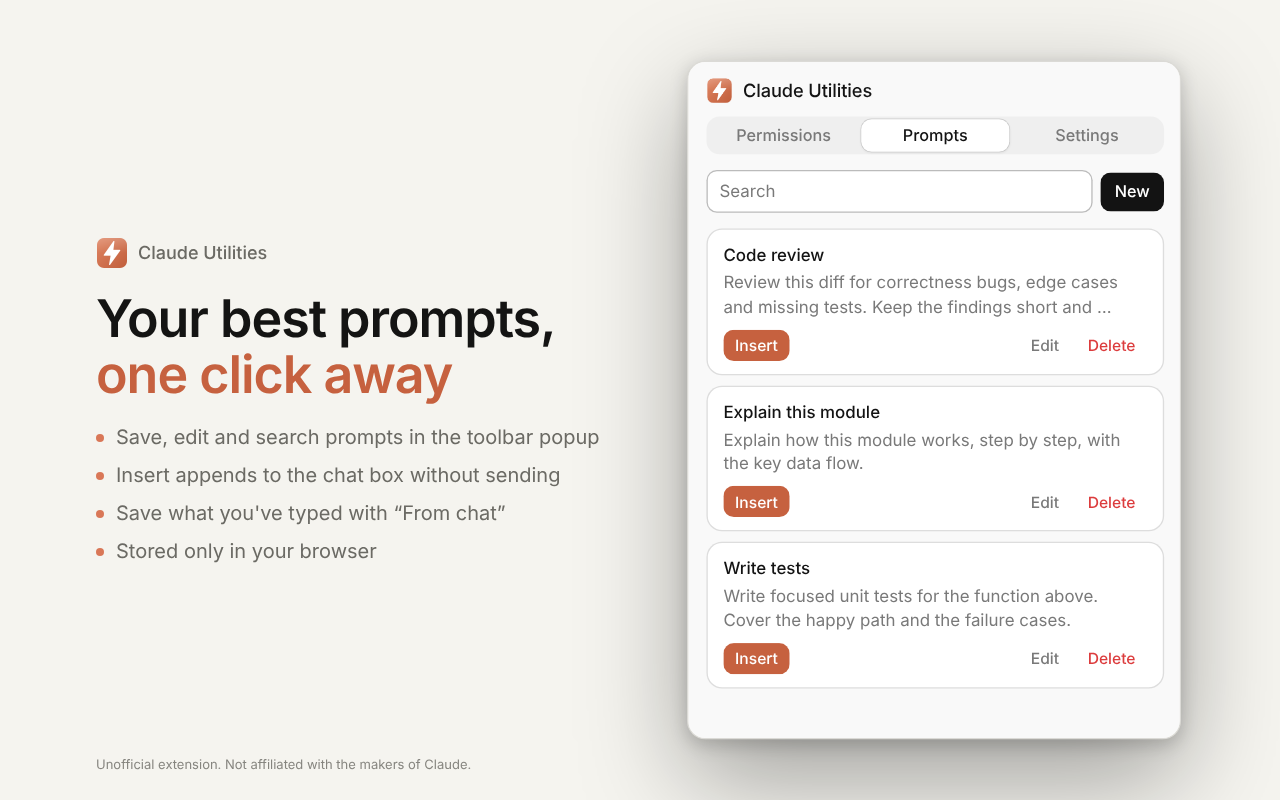 Claude Utilities
Your best prompts,
one click away
Save, edit and search prompts in the toolbar popup
Insert appends to the chat box without sending
Save what you've typed with “From chat”
Stored only in your browser
Unofficial extension. Not affiliated with the makers of Claude.
Claude Utilities
Permissions Prompts Settings
Search New
Code review
Review this diff for correctness bugs, edge cases
and missing tests. Keep the findings short and ...
Insert Edit Delete
Explain this module
Explain how this module works, step by step, with
the key data flow.
Insert Edit Delete
Write tests
Write focused unit tests for the function above.
Cover the happy path and the failure cases.
Insert Edit Delete